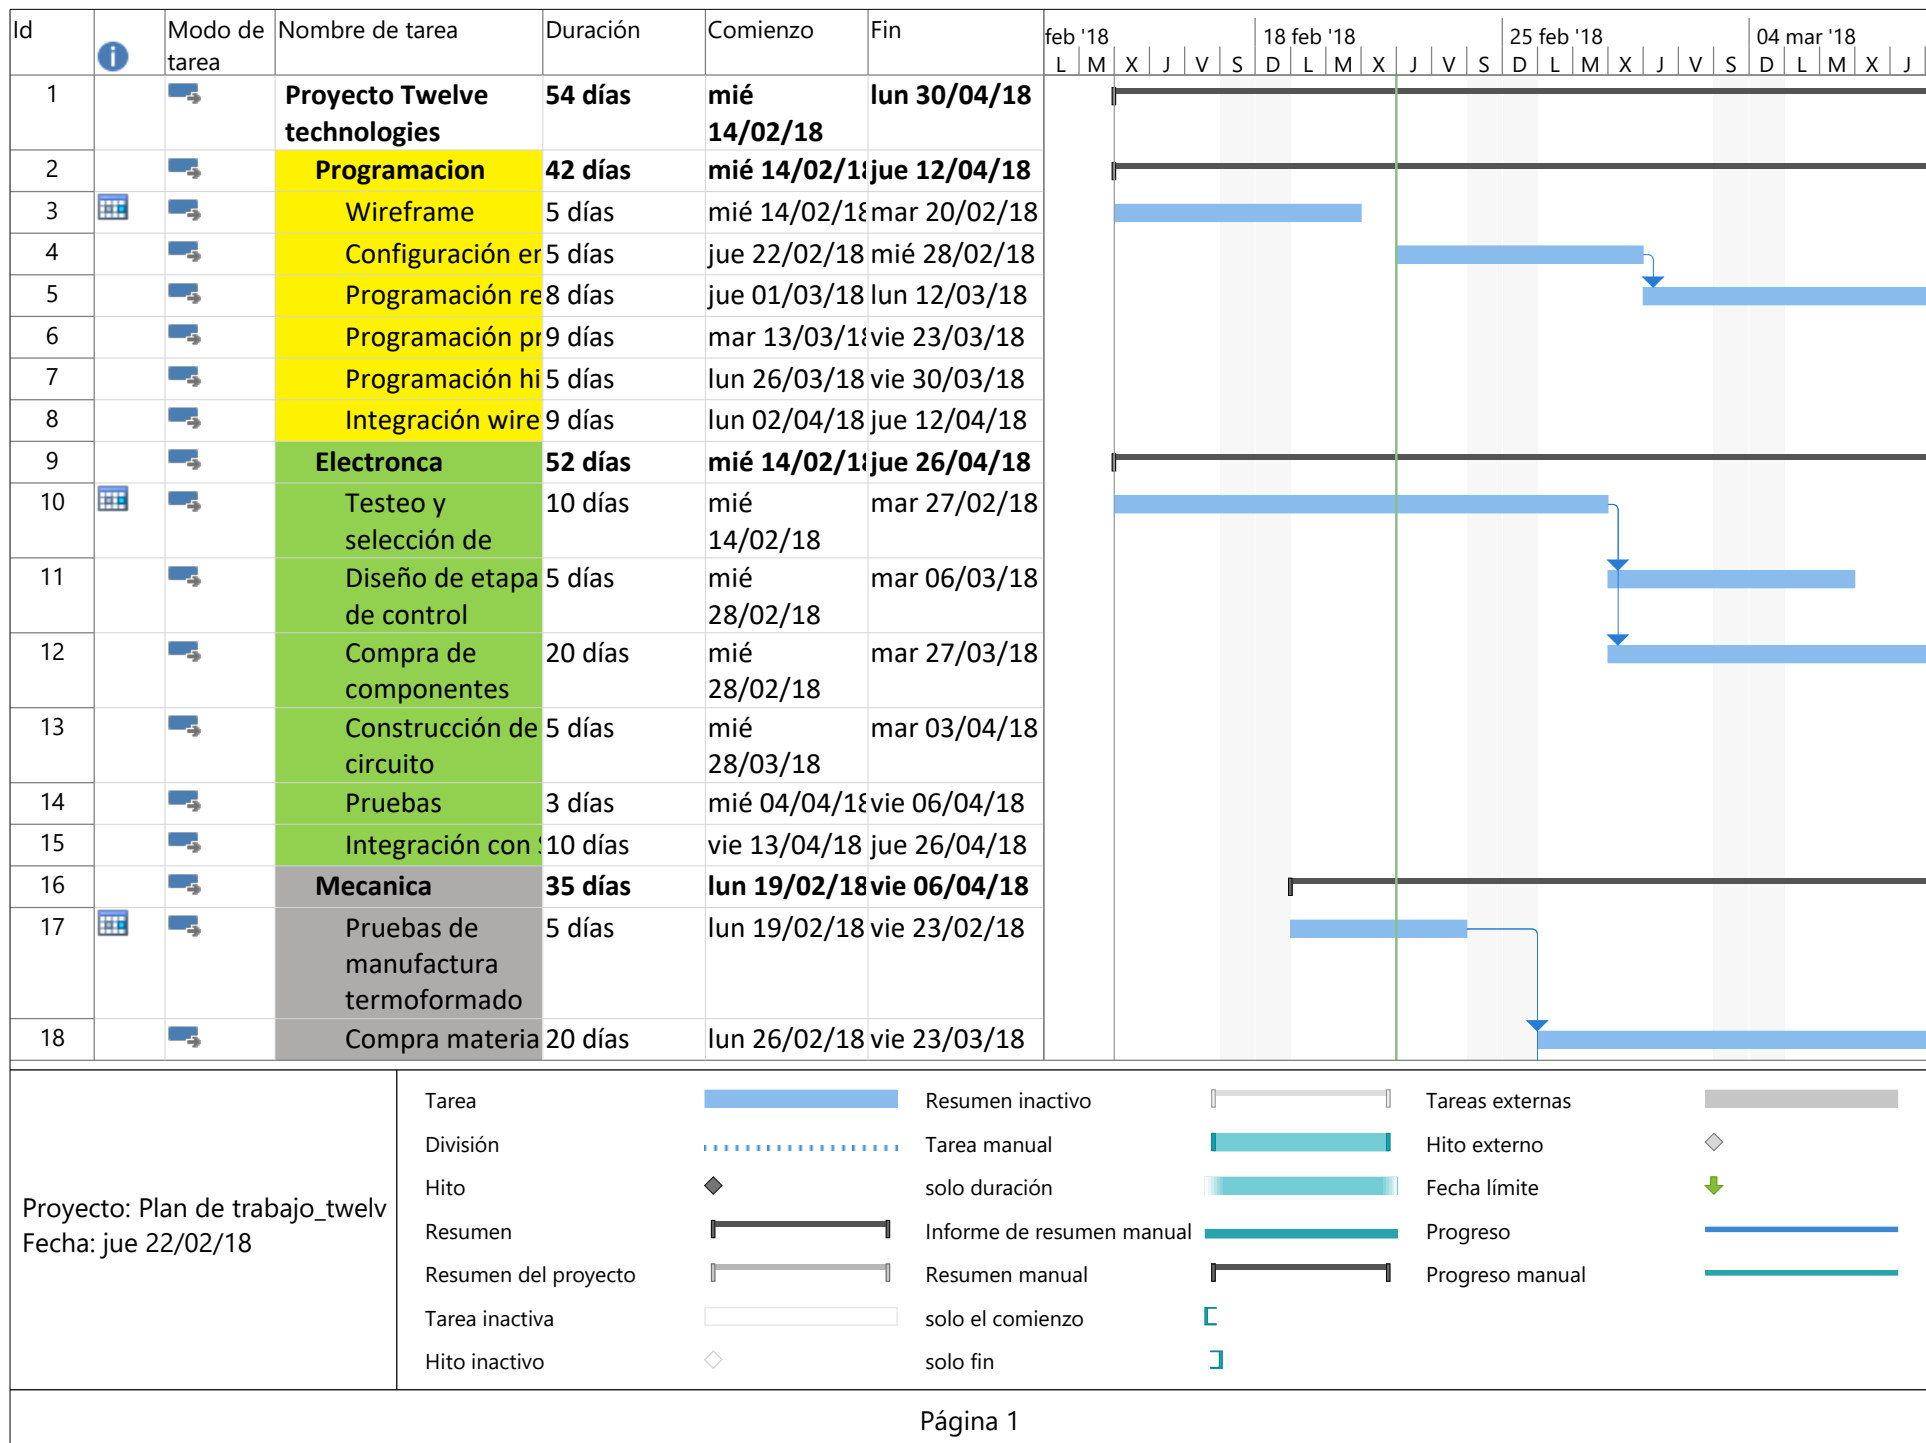 Id Modo de tarea Nombre de tarea Duración Comienzo Fin
feb '18 18 feb '18 25 feb '18 04 mar '18
L M X J V S D L M X J V S D L M X J V S D L M X J
1 Proyecto Twelve technologies 54 días mié 14/02/18 lun 30/04/18
2 Programacion 42 días mié 14/02/18 jue 12/04/18
3 Wireframe 5 días mié 14/02/18 mar 20/02/18
4 Configuración en 5 días jue 22/02/18 mié 28/02/18
5 Programación re 8 días jue 01/03/18 lun 12/03/18
6 Programación pr 9 días mar 13/03/18 vie 23/03/18
7 Programación hi 5 días lun 26/03/18 vie 30/03/18
8 Integración wire 9 días lun 02/04/18 jue 12/04/18
9 Electronca 52 días mié 14/02/18 jue 26/04/18
10 Testeo y selección de 10 días mié 14/02/18 mar 27/02/18
11 Diseño de etapa de control 5 días mié 28/02/18 mar 06/03/18
12 Compra de componentes 20 días mié 28/02/18 mar 27/03/18
13 Construcción de circuito 5 días mié 28/03/18 mar 03/04/18
14 Pruebas 3 días mié 04/04/18 vie 06/04/18
15 Integración con 10 días vie 13/04/18 jue 26/04/18
16 Mecanica 35 días lun 19/02/18 vie 06/04/18
17 Pruebas de manufactura termoformado 5 días lun 19/02/18 vie 23/02/18
18 Compra materia 20 días lun 26/02/18 vie 23/03/18
Proyecto: Plan de trabajo_twelv
Fecha: jue 22/02/18
Tarea
División
Hito
Resumen
Resumen del proyecto
Tarea inactiva
Hito inactivo
Resumen inactivo
Tarea manual
solo duración
Informe de resumen manual
Resumen manual
solo el comienzo
solo fin
Tareas externas
Hito externo
Fecha límite
Progreso
Progreso manual
Página 1